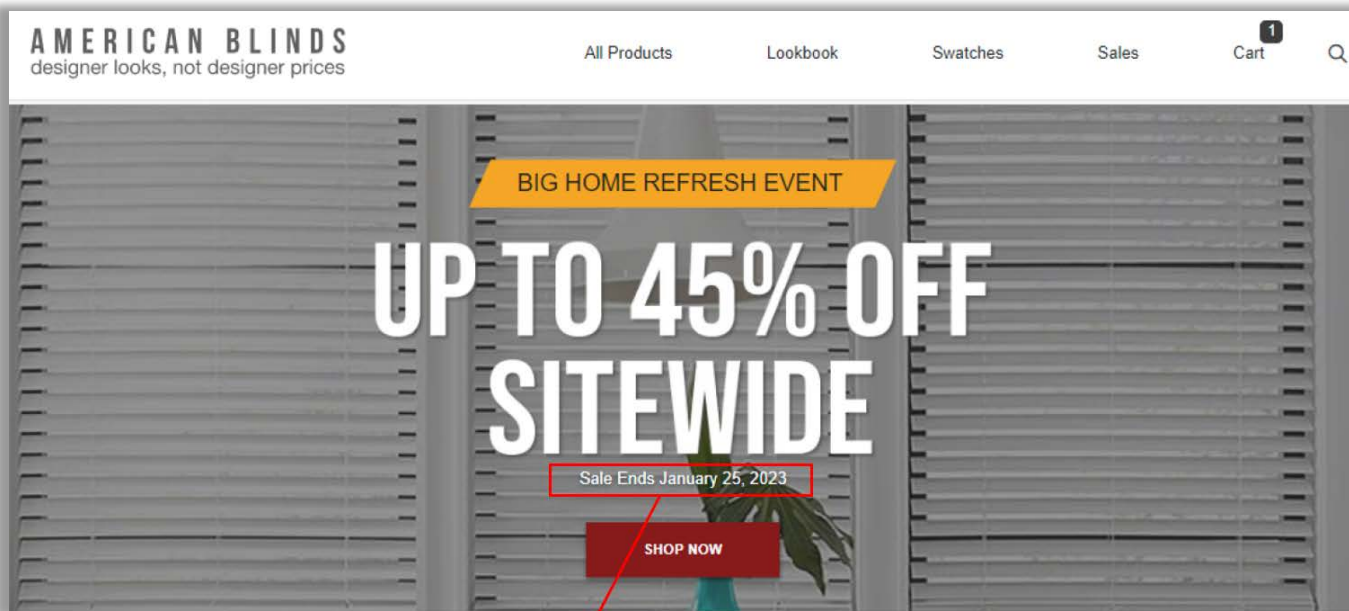 AMERICAN BLINDS
designer looks, not designer prices
All Products Lookbook Swatches Sales Cart 1
BIG HOME REFRESH EVENT
UP TO 45% OFF
SITEWIDE
Sale Ends January 25, 2023
SHOP NOW